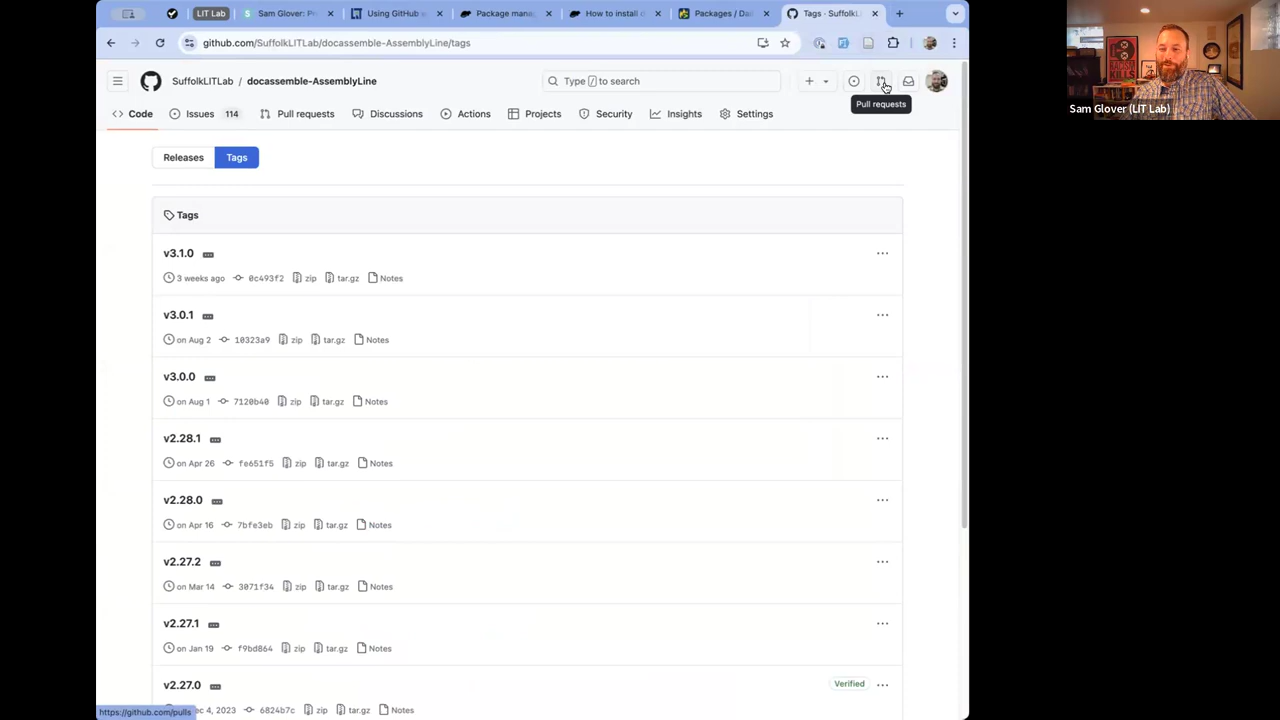 LIT Lab
Sam Glover: Pr
Using GitHub w
Package mana
How to install d
Packages / Dai
Tags · SuffolkL
github.com/SuffolkLITLab/docassemble-AssemblyLine/tags
SuffolkLITLab / docassemble-AssemblyLine
Type / to search
Pull requests
Code
Issues 114
Pull requests
Discussions
Actions
Projects
Security
Insights
Settings
Releases
Tags
Tags
v3.1.0
3 weeks ago 0c493f2 zip tar.gz Notes
v3.0.1
on Aug 2 10323a9 zip tar.gz Notes
v3.0.0
on Aug 1 7120b40 zip tar.gz Notes
v2.28.1
on Apr 26 fe651f5 zip tar.gz Notes
v2.28.0
on Apr 16 7bfe3eb zip tar.gz Notes
v2.27.2
on Mar 14 3071f34 zip tar.gz Notes
v2.27.1
on Jan 19 f9bd864 zip tar.gz Notes
v2.27.0
Verified
4, 2023 6824b7c zip tar.gz Notes
https://github.com/pulls
KILLS
Sam Glover (LIT Lab)